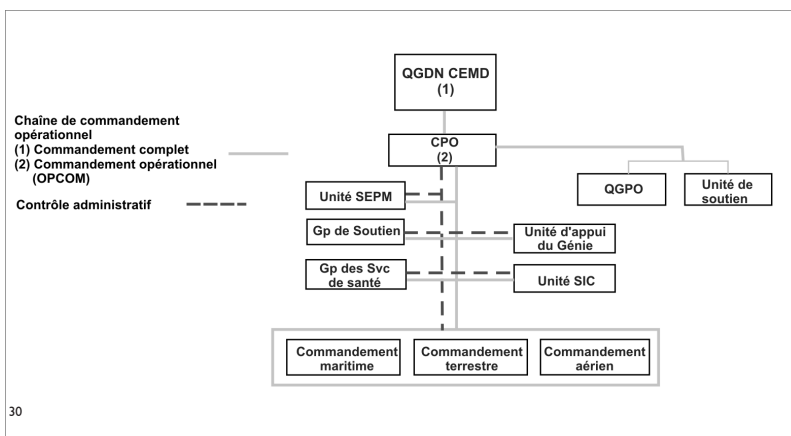 QGDN CEMD
(1)
Chaîne de commandement
opérationnel
(1) Commandement complet
(2) Commandement opérationnel
(OPCOM)
Contrôle administratif
CPO
(2)
QGPO
Unité de
soutien
Unité SEPM
Gp de Soutien
Unité d'appui
du Génie
Gp des Svc
de santé
Unité SIC
Commandement
maritime
Commandement
terrestre
Commandement
aérien
30